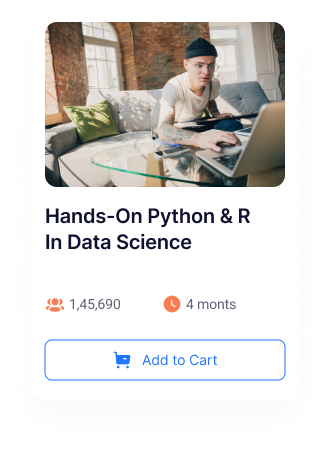 Hands-On Python & R
In Data Science
1,45,690
4 monts
Add to Cart